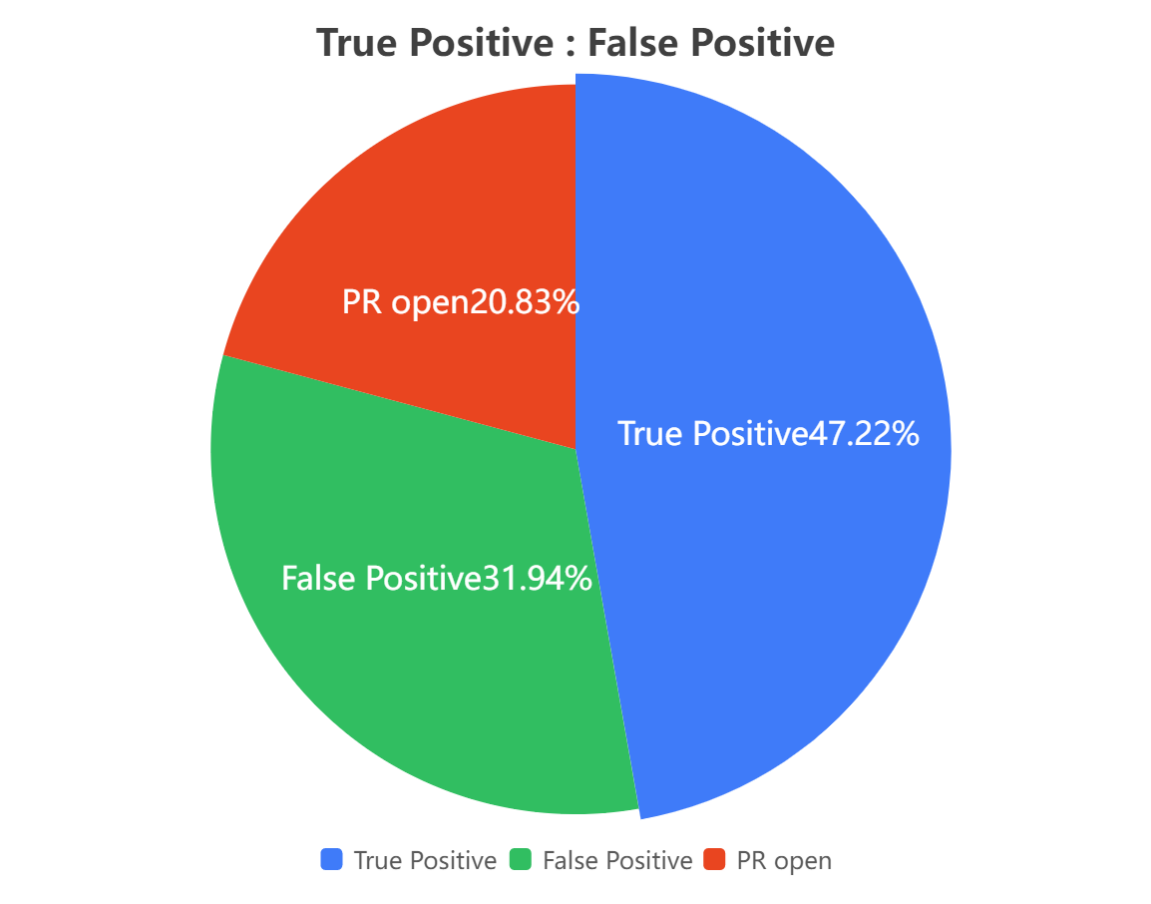 True Positive : False Positive
PR open20.83%
True Positive47.22%
False Positive31.94%
True Positive False Positive PR open